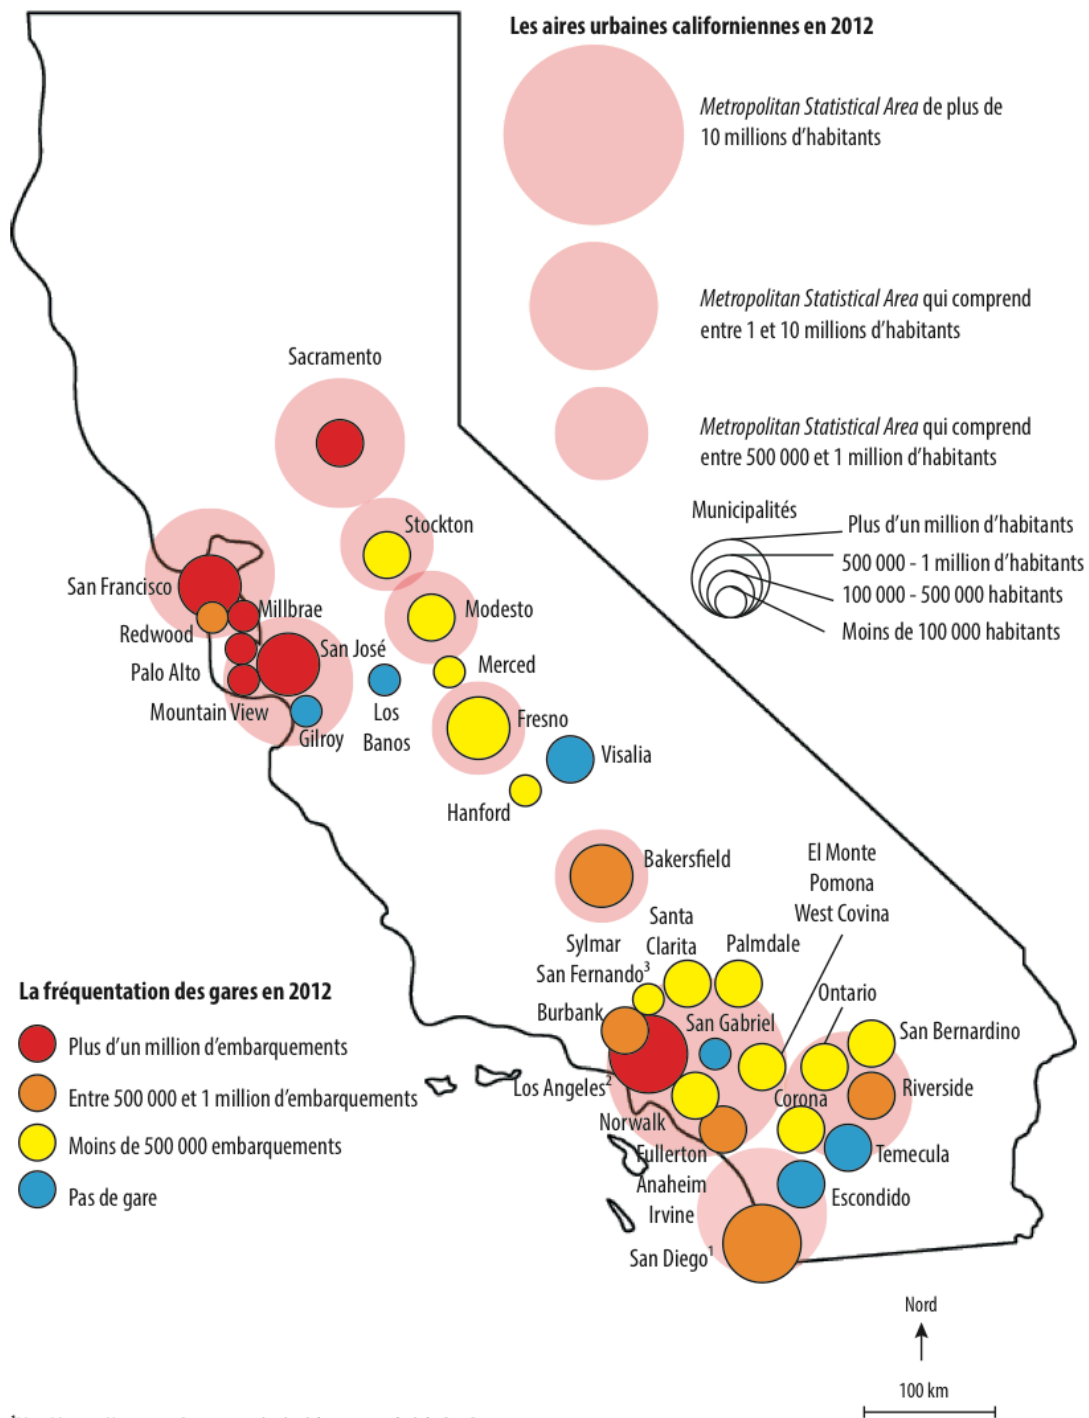 Les aires urbaines californiennes en 2012
Metropolitan Statistical Area de plus de
10 millions d'habitants
Metropolitan Statistical Area qui comprend
entre 1 et 10 millions d'habitants
Metropolitan Statistical Area qui comprend
entre 500 000 et 1 million d'habitants
Municipalités
Plus d'un million d'habitants
500 000 - 1 million d'habitants
100 000 - 500 000 habitants
Moins de 100 000 habitants
Sacramento
Stockton
San Francisco
Millbrae
Modesto
Redwood
San José
Palo Alto
Merced
Mountain View
Los
Banos
Gilroy
Fresno
Visalia
Hanford
Bakersfield
El Monte
Pomona
West Covina
Santa
Clarita
Sylmar
San Fernando³
Palmdale
Ontario
Burbank
San Gabriel
San Bernardino
Los Angeles²
Riverside
Corona
Norwalk
Fullerton
Anaheim
Irvine
Temecula
Escondido
San Diego¹
La fréquentation des gares en 2012
Plus d'un million d'embarquements
Entre 500 000 et 1 million d'embarquements
Moins de 500 000 embarquements
Pas de gare
Nord
100 km